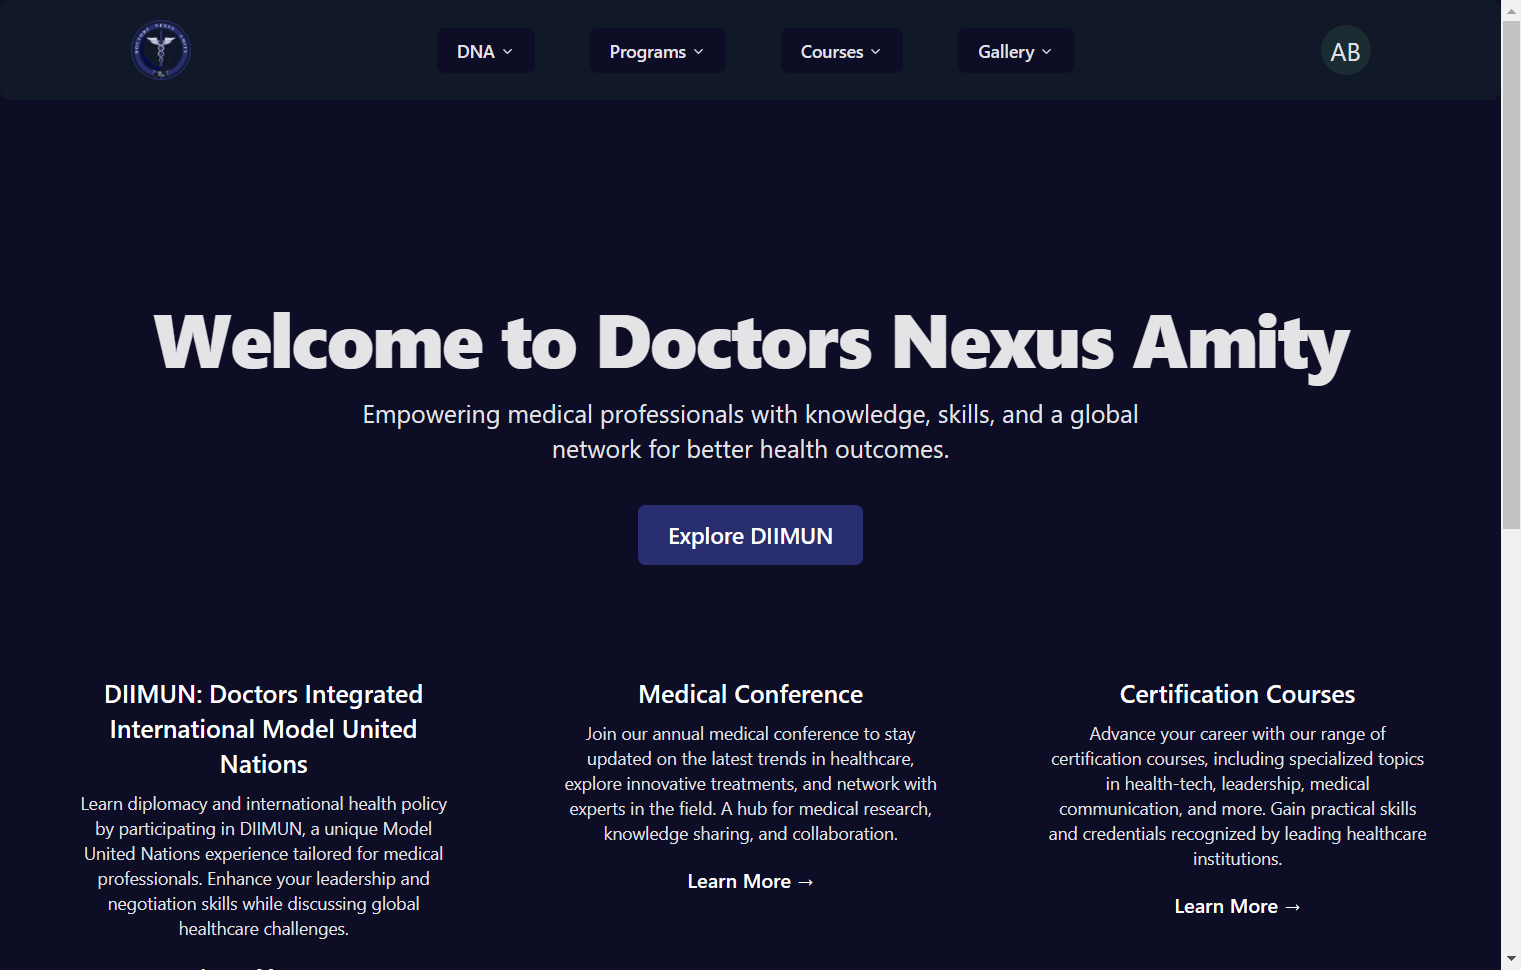 DOCTORS NEXUS AMITY
DNA
Programs
Courses
Gallery
AB
Welcome to Doctors Nexus Amity
Empowering medical professionals with knowledge, skills, and a global
network for better health outcomes.
Explore DIIMUN
DIIMUN: Doctors Integrated
International Model United
Nations
Learn diplomacy and international health policy
by participating in DIIMUN, a unique Model
United Nations experience tailored for medical
professionals. Enhance your leadership and
negotiation skills while discussing global
healthcare challenges.
Medical Conference
Join our annual medical conference to stay
updated on the latest trends in healthcare,
explore innovative treatments, and network with
experts in the field. A hub for medical research,
knowledge sharing, and collaboration.
Learn More →
Certification Courses
Advance your career with our range of
certification courses, including specialized topics
in health-tech, leadership, medical
communication, and more. Gain practical skills
and credentials recognized by leading healthcare
institutions.
Learn More →